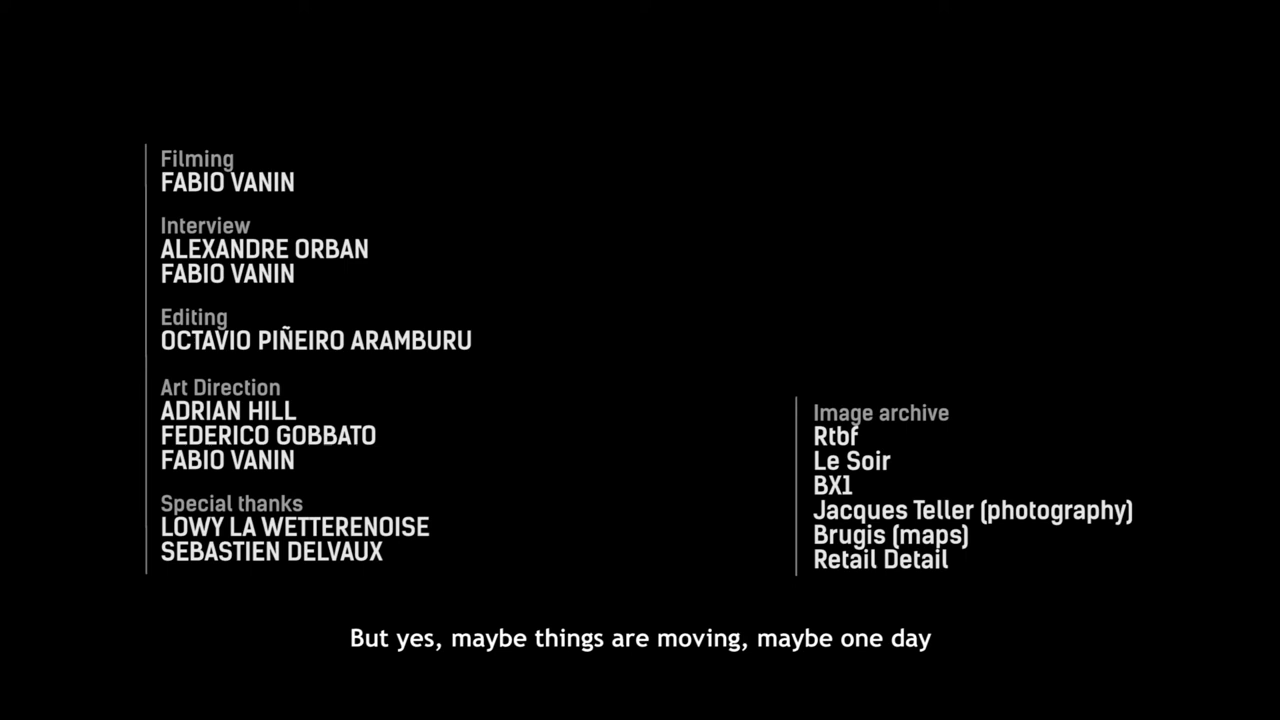 Filming
FABIO VANIN
Interview
ALEXANDRE ORBAN
FABIO VANIN
Editing
OCTAVIO PIÑEIRO ARAMBURU
Art Direction
ADRIAN HILL
FEDERICO GOBBATO
FABIO VANIN
Special thanks
LOWY LA WETTERENOISE
SEBASTIEN DELVAUX
Image archive
Rtbf
Le Soir
BX1
Jacques Teller (photography)
Brugis (maps)
Retail Detail
But yes, maybe things are moving, maybe one day